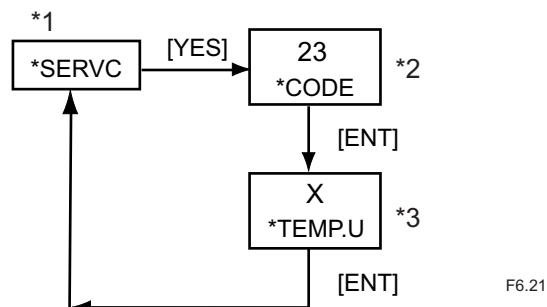 *1
*SERVC
[YES]
23
*CODE
*2
[ENT]
X
*TEMP.U
*3
[ENT]
F6.21